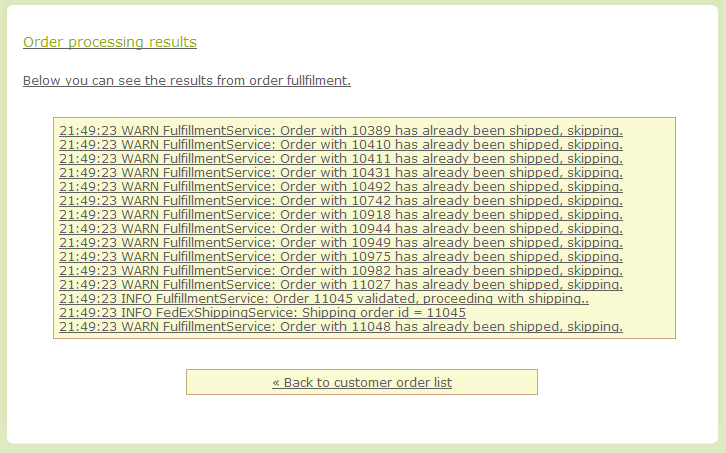 Order processing results
Below you can see the results from order fullfilment.
21:49:23 WARN FulfillmentService: Order with 10389 has already been shipped, skipping.
21:49:23 WARN FulfillmentService: Order with 10410 has already been shipped, skipping.
21:49:23 WARN FulfillmentService: Order with 10411 has already been shipped, skipping.
21:49:23 WARN FulfillmentService: Order with 10431 has already been shipped, skipping.
21:49:23 WARN FulfillmentService: Order with 10492 has already been shipped, skipping.
21:49:23 WARN FulfillmentService: Order with 10742 has already been shipped, skipping.
21:49:23 WARN FulfillmentService: Order with 10918 has already been shipped, skipping.
21:49:23 WARN FulfillmentService: Order with 10944 has already been shipped, skipping.
21:49:23 WARN FulfillmentService: Order with 10949 has already been shipped, skipping.
21:49:23 WARN FulfillmentService: Order with 10975 has already been shipped, skipping.
21:49:23 WARN FulfillmentService: Order with 10982 has already been shipped, skipping.
21:49:23 WARN FulfillmentService: Order with 11027 has already been shipped, skipping.
21:49:23 INFO FulfillmentService: Order 11045 validated, proceeding with shipping..
21:49:23 INFO FedExShippingService: Shipping order id = 11045
21:49:23 WARN FulfillmentService: Order with 11048 has already been shipped, skipping.
« Back to customer order list